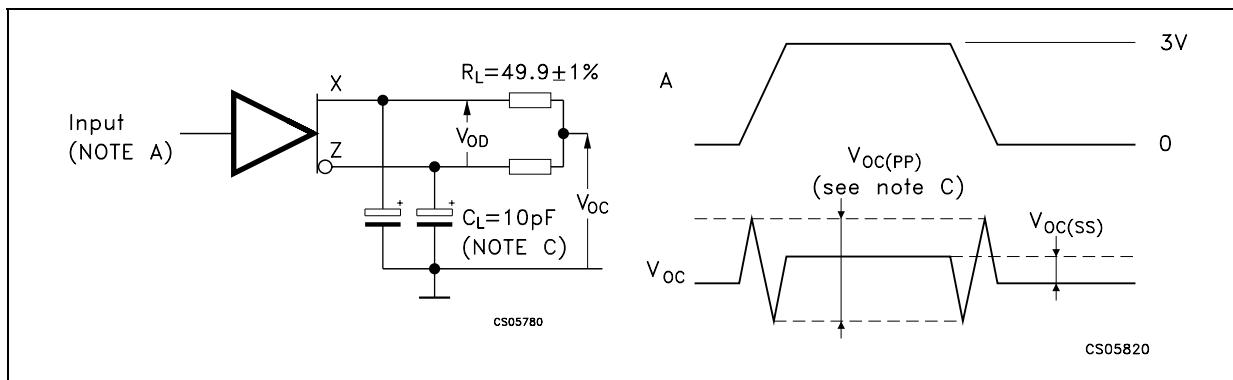 Input
(NOTE A)
X
Z
R_L=49.9±1%
V_OD
V_OC
+
+
C_L=10pF
(NOTE C)
CS05780
A
3V
0
V_OC(PP)
(see note C)
V_OC(SS)
V_OC
CS05820